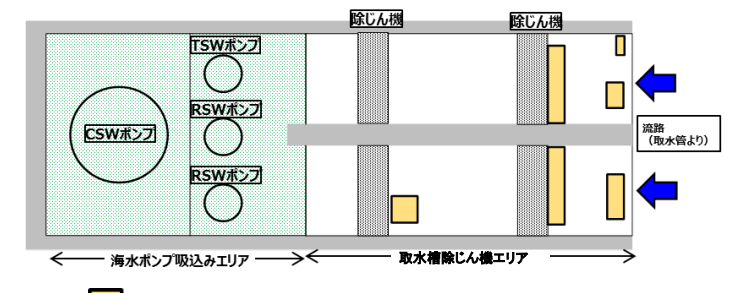 除じん機
除じん機
TSWポンプ
RSWポンプ
CSWポンプ
RSWポンプ
流路
（取水管より）
海水ポンプ吸込みエリア
取水槽除じん機エリア